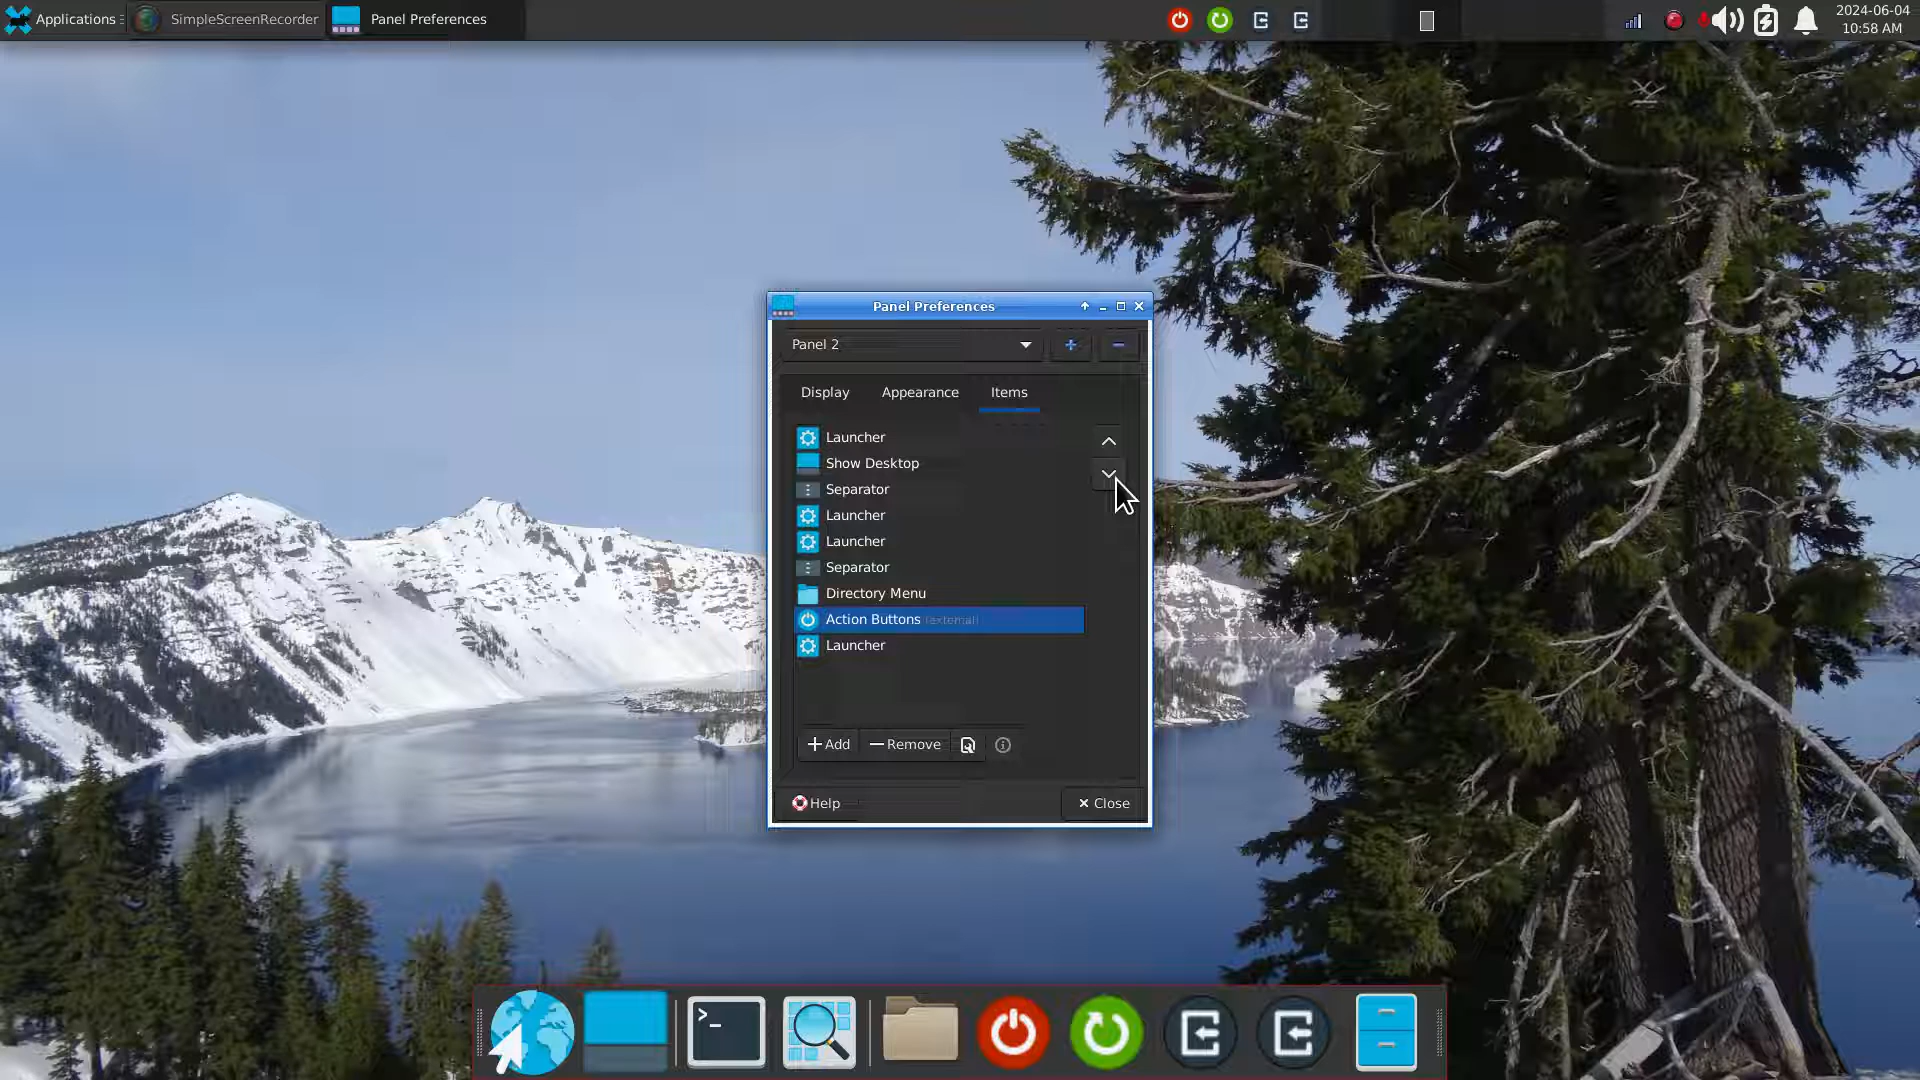 Applications
SimpleScreenRecorder
Panel Preferences
2024-06-04
10:58 AM
Panel Preferences
Panel 2
Display
Appearance
Items
Launcher
Show Desktop
Separator
Launcher
Launcher
Separator
Directory Menu
Action Buttons (external)
Launcher
Add
Remove
Help
Close